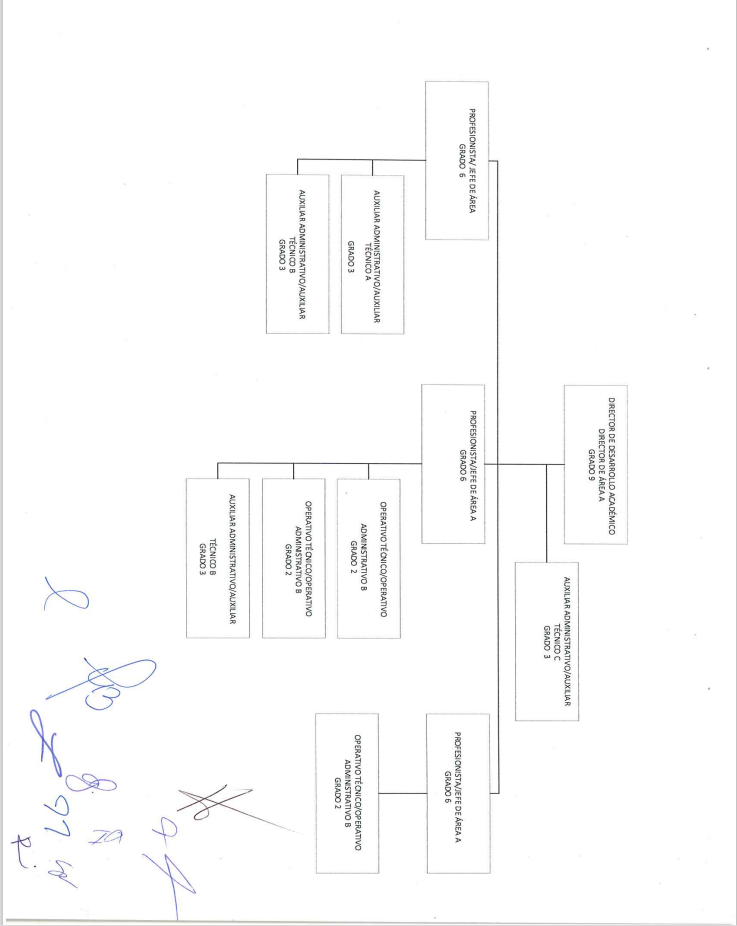 DIRECTOR DE DESARROLLO ACADÉMICO
DIRECTOR DE ÁREA A
GRADO 9
AUXILIAR ADMINISTRATIVO/AUXILIAR
TÉCNICO C
GRADO 3
PROFESIONISTA/ JEFE DE ÁREA
GRADO 6
AUXILIAR ADMINISTRATIVO/AUXILIAR
TÉCNICO A
GRADO 3
AUXILIAR ADMINISTRATIVO/AUXILIAR
TÉCNICO B
GRADO 3
PROFESIONISTA/JEFE DE ÁREA A
GRADO 6
OPERATIVO TÉCNICO/OPERATIVO
ADMINISTRATIVO B
GRADO 2
OPERATIVO TÉCNICO/OPERATIVO
ADMINISTRATIVO B
GRADO 2
AUXILIAR ADMINISTRATIVO/AUXILIAR
TÉCNICO B
GRADO 3
PROFESIONISTA/JEFE DE ÁREA A
GRADO 6
OPERATIVO TÉCNICO/OPERATIVO
ADMINISTRATIVO B
GRADO 2